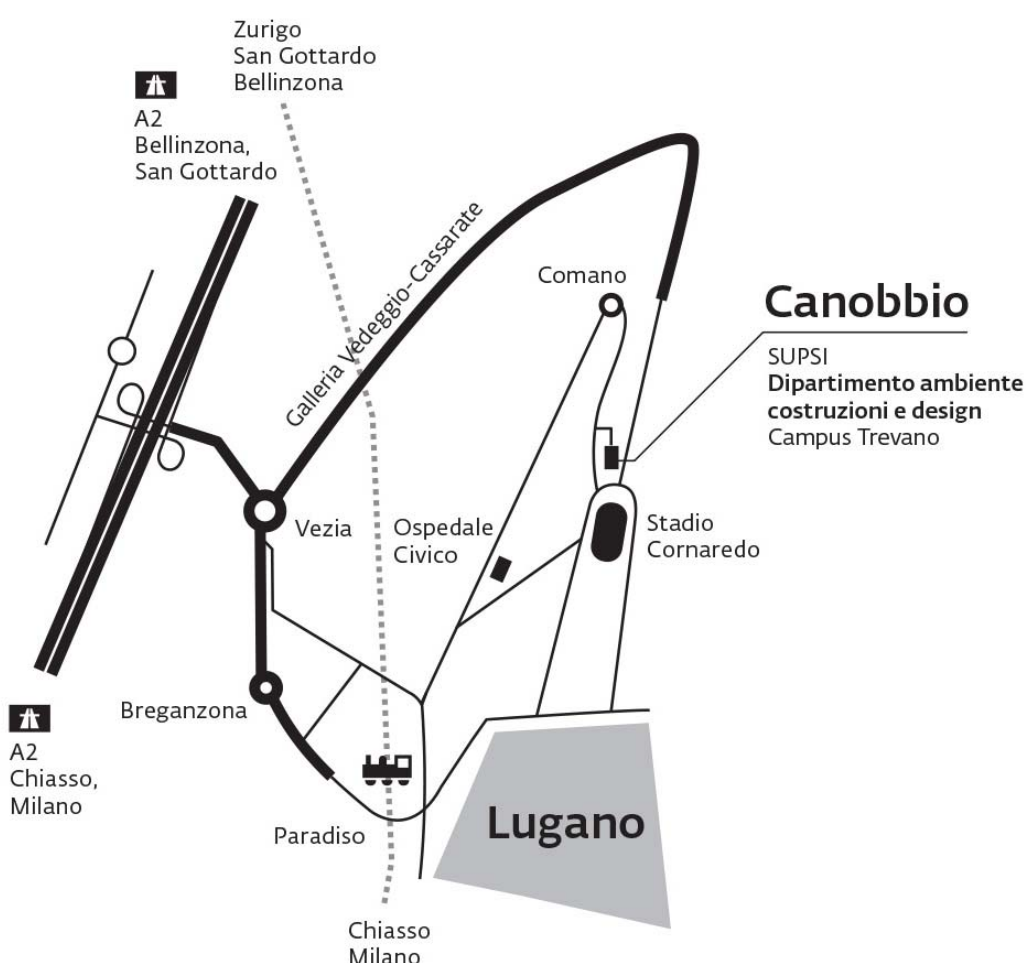 Zurigo
San Gottardo
Bellinzona
A2
Bellinzona,
San Gottardo
Galleria Vedeggio-Cassarate
Comano
Canobbio
SUPSI
Dipartimento ambiente
costruzioni e design
Campus Trevano
Vezia
Ospedale
Civico
Stadio
Cornaredo
Breganzona
A2
Chiasso,
Milano
Paradiso
Lugano
Chiasso
Milano